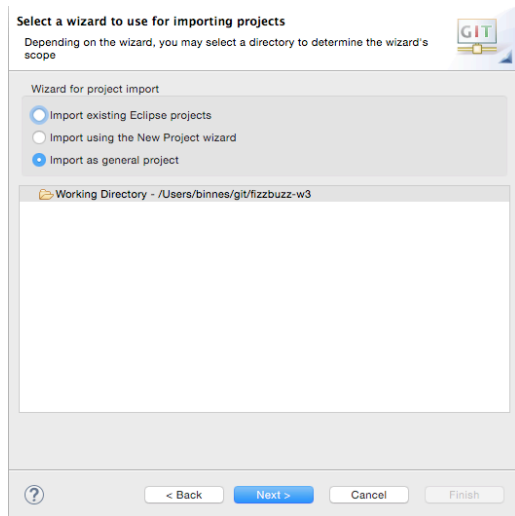 Select a wizard to use for importing projects
Depending on the wizard, you may select a directory to determine the wizard's
scope
GIT
Wizard for project import
Import existing Eclipse projects
Import using the New Project wizard
Import as general project
Working Directory - /Users/binnes/git/fizzbuzz-w3
?
< Back
Next >
Cancel
Finish